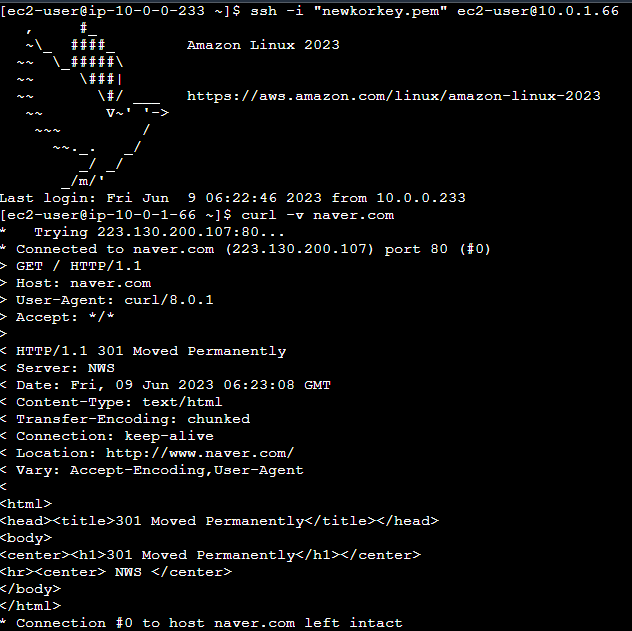 [ec2-user@ip-10-0-0-233 ~]$ ssh -i "newkorkey.pem" ec2-user@10.0.1.66
   ,     #_
   ~\_  ####_        Amazon Linux 2023
  ~~  \_#####\
  ~~     \###|
  ~~       \#/ ___   https://aws.amazon.com/linux/amazon-linux-2023
   ~~       V~' '->
    ~~~         /
      ~~._.   _/
         _/ _/
       _/m/'
Last login: Fri Jun  9 06:22:46 2023 from 10.0.0.233
[ec2-user@ip-10-0-1-66 ~]$ curl -v naver.com
*   Trying 223.130.200.107:80...
* Connected to naver.com (223.130.200.107) port 80 (#0)
> GET / HTTP/1.1
> Host: naver.com
> User-Agent: curl/8.0.1
> Accept: */*
>
< HTTP/1.1 301 Moved Permanently
< Server: NWS
< Date: Fri, 09 Jun 2023 06:23:08 GMT
< Content-Type: text/html
< Transfer-Encoding: chunked
< Connection: keep-alive
< Location: http://www.naver.com/
< Vary: Accept-Encoding,User-Agent
<
<html>
<head><title>301 Moved Permanently</title></head>
<body>
<center><h1>301 Moved Permanently</h1></center>
<hr><center> NWS </center>
</body>
</html>
* Connection #0 to host naver.com left intact